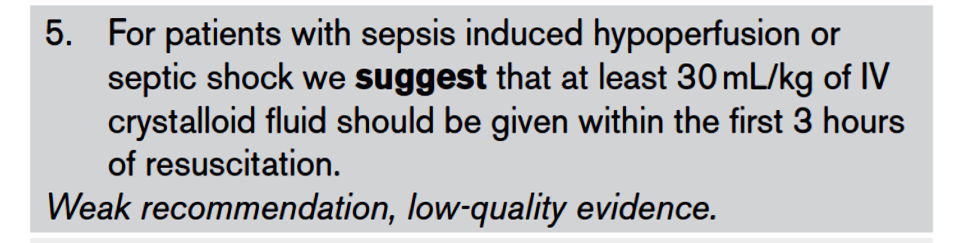 5. For patients with sepsis induced hypoperfusion or
septic shock we suggest that at least 30 mL/kg of IV
crystalloid fluid should be given within the first 3 hours
of resuscitation.
Weak recommendation, low-quality evidence.